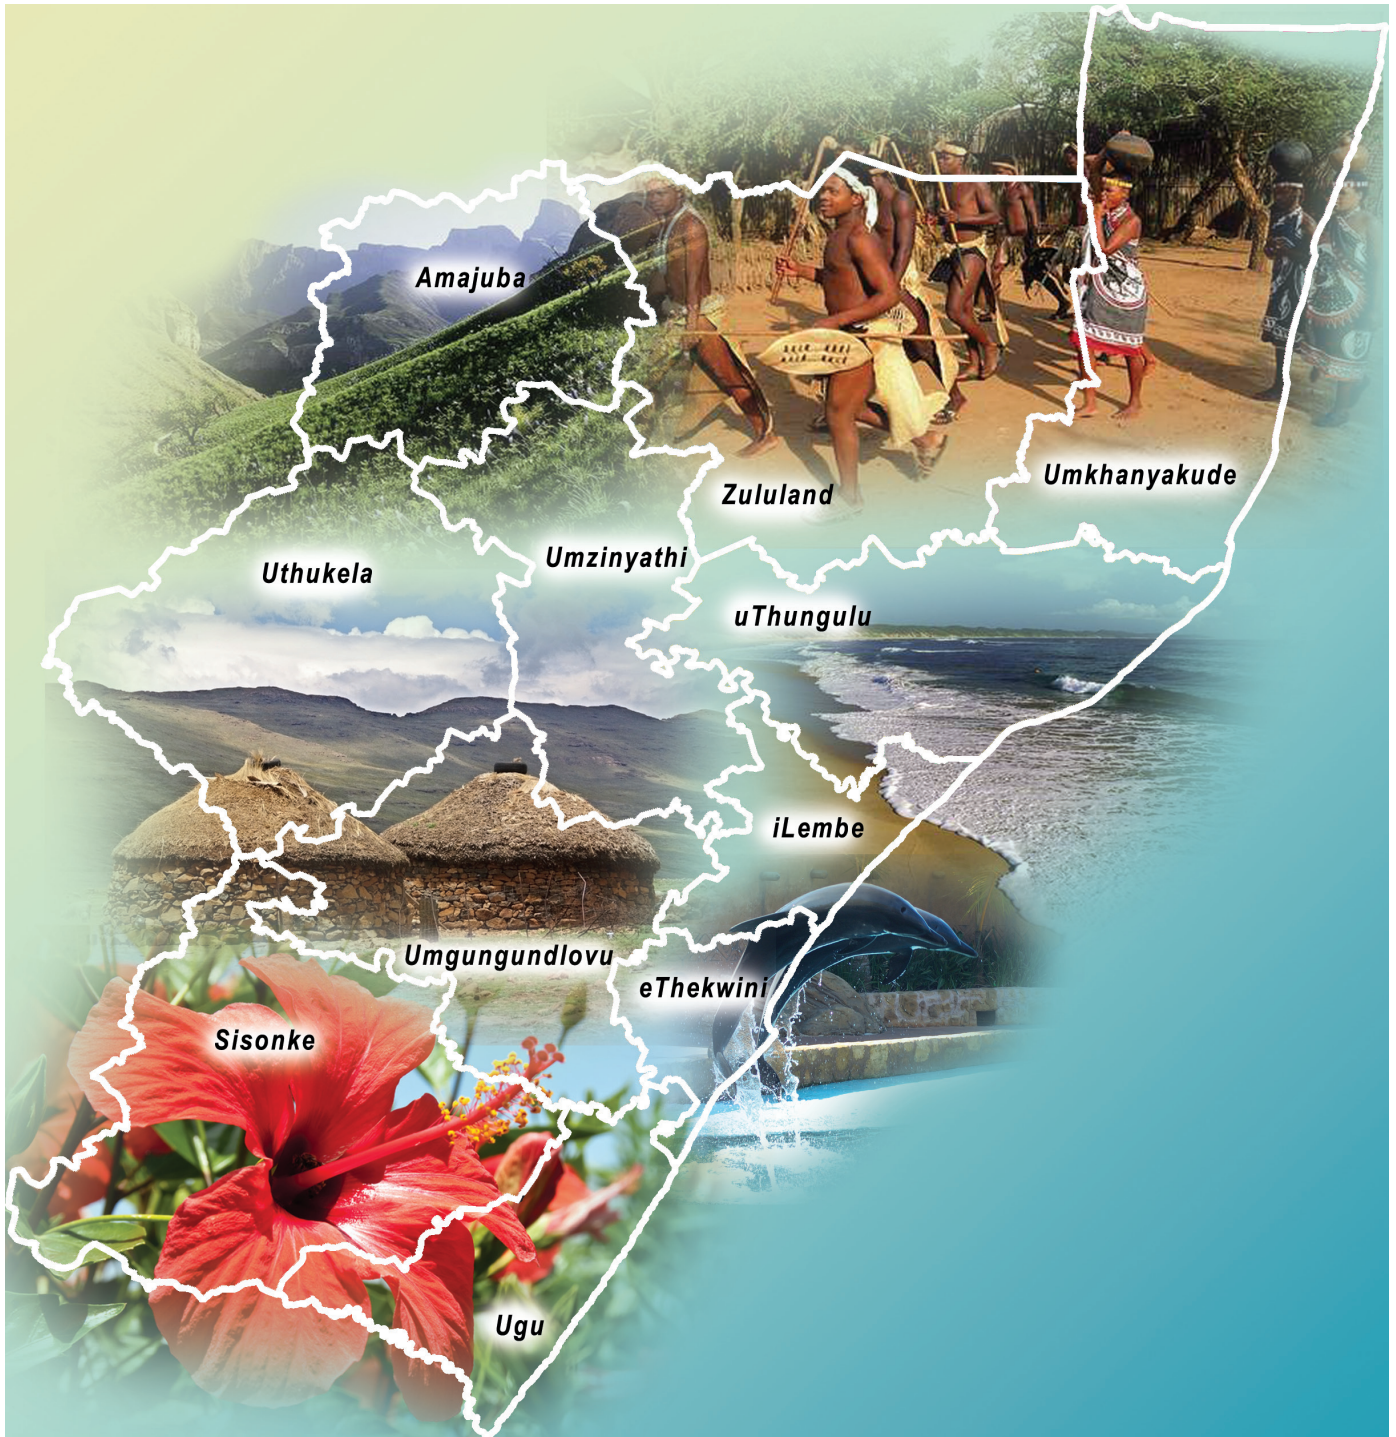 Amajuba
Umkhanyakude
Zululand
Umzinyathi
Uthukela
uThungulu
iLembe
Umgungundlovu
eThekwini
Sisonke
Ugu